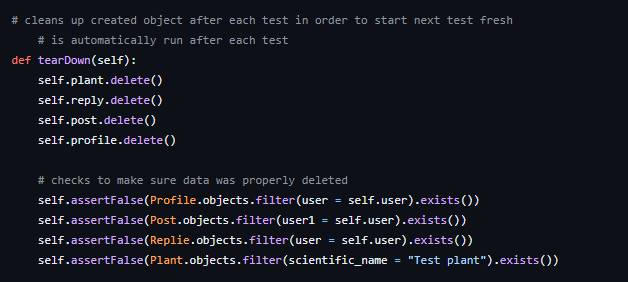 # cleans up created object after each test in order to start next test fresh
    # is automatically run after each test
def tearDown(self):
    self.plant.delete()
    self.reply.delete()
    self.post.delete()
    self.profile.delete()

    # checks to make sure data was properly deleted
    self.assertFalse(Profile.objects.filter(user = self.user).exists())
    self.assertFalse(Post.objects.filter(user1 = self.user).exists())
    self.assertFalse(Replie.objects.filter(user = self.user).exists())
    self.assertFalse(Plant.objects.filter(scientific_name = "Test plant").exists())